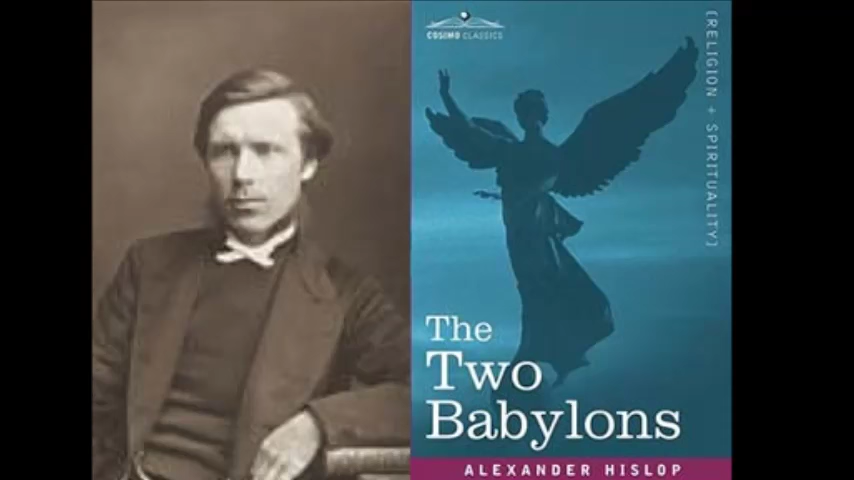 COSIMO CLASSICS
{RELIGION + SPIRITUALITY}
The
Two
Babylons
ALEXANDER HISLOP